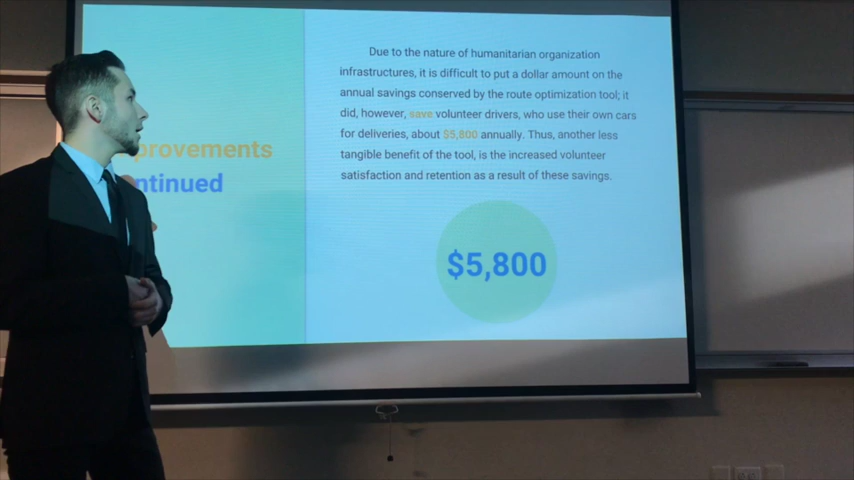 provements
ntinued
Due to the nature of humanitarian organization
infrastructures, it is difficult to put a dollar amount on the
annual savings conserved by the route optimization tool; it
did, however, save volunteer drivers, who use their own cars
for deliveries, about $5,800 annually. Thus, another less
tangible benefit of the tool, is the increased volunteer
satisfaction and retention as a result of these savings.
$5,800